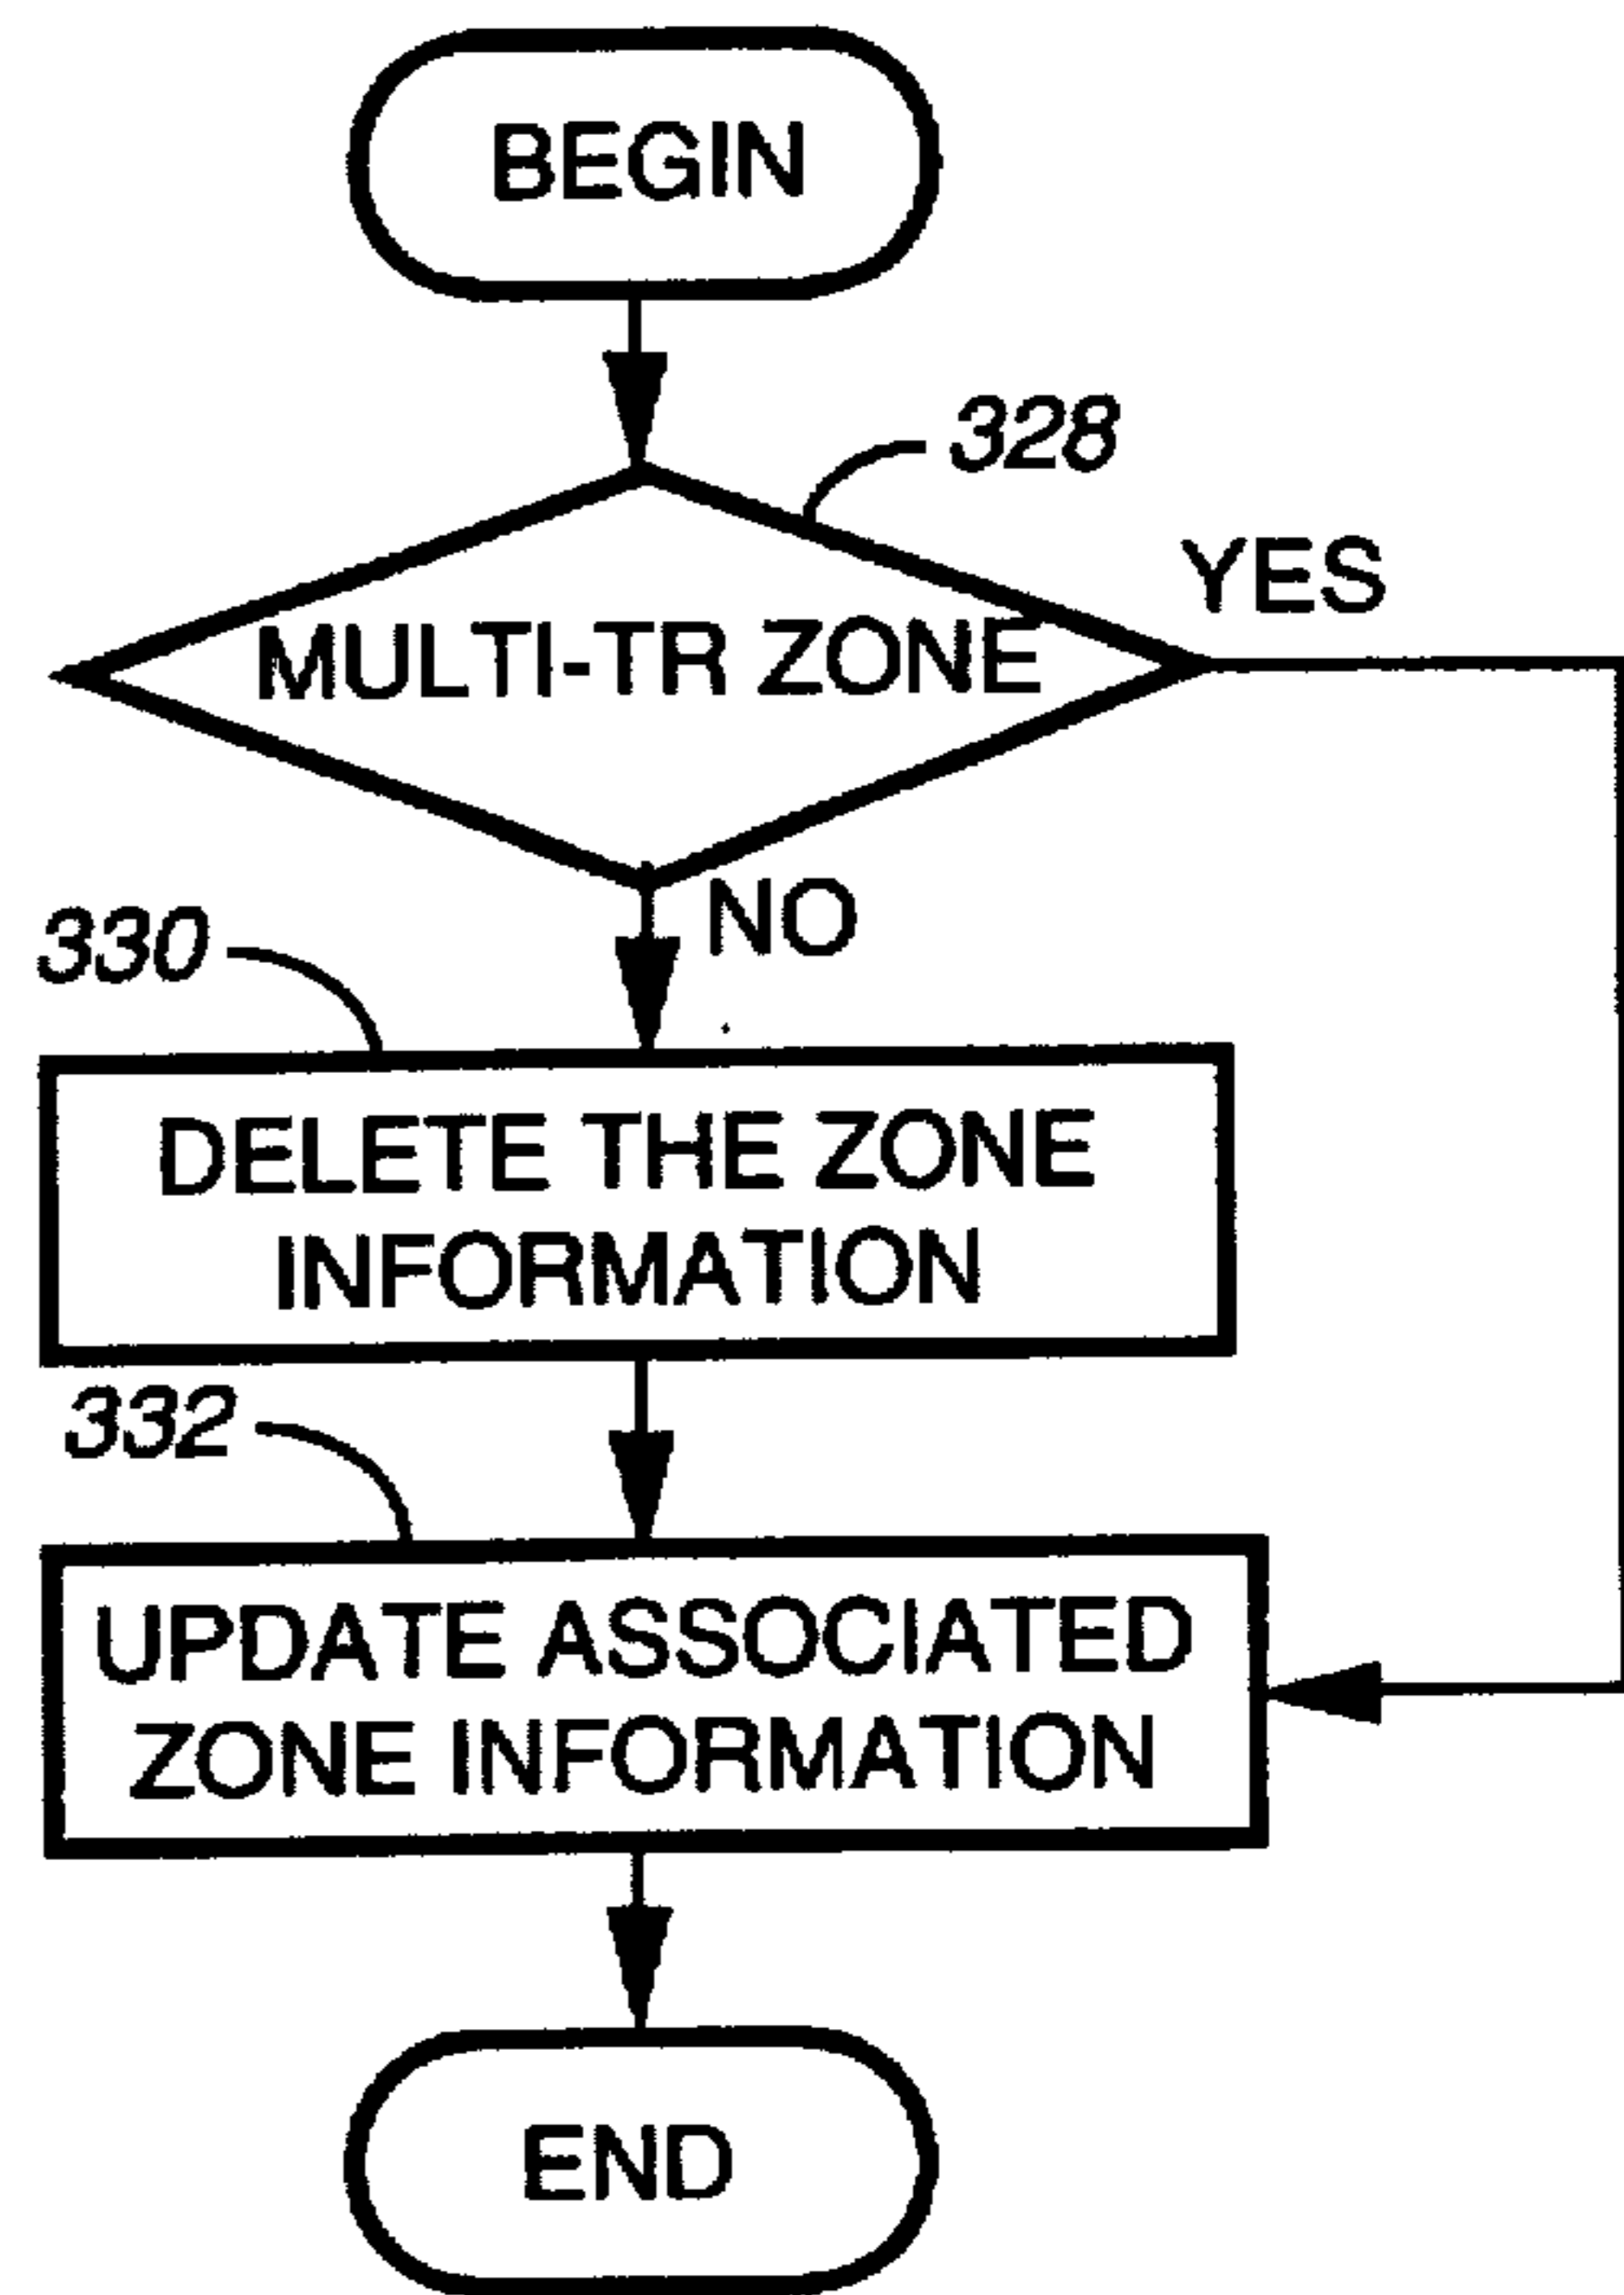 BEGIN
328
MULTI-TR ZONE
YES
NO
330
DELETE THE ZONE
INFORMATION
332
UPDATE ASSOCIATED
ZONE INFORMATION
END